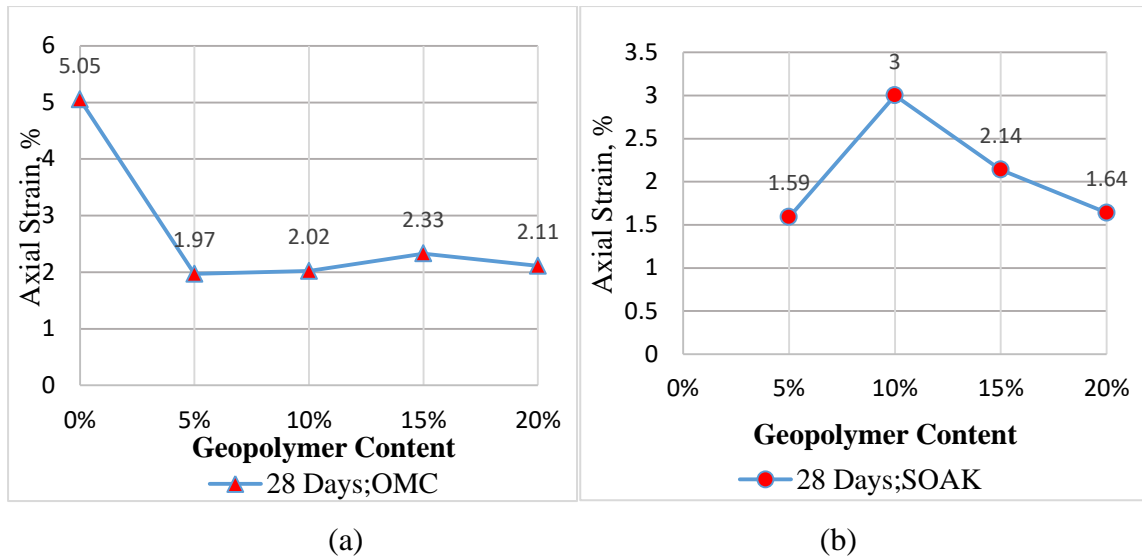 6
5.05
5
4
3
2.33
2.11
1.97
2.02
2
1
0
Axial Strain, %
0% 5% 10% 15% 20%
Geopolymer Content
28 Days;OMC
(a)
3.5
3
3
2.5
2.14
2
1.59
1.64
1.5
1
0.5
0
Axial Strain, %
0% 5% 10% 15% 20%
Geopolymer Content
28 Days;SOAK
(b)